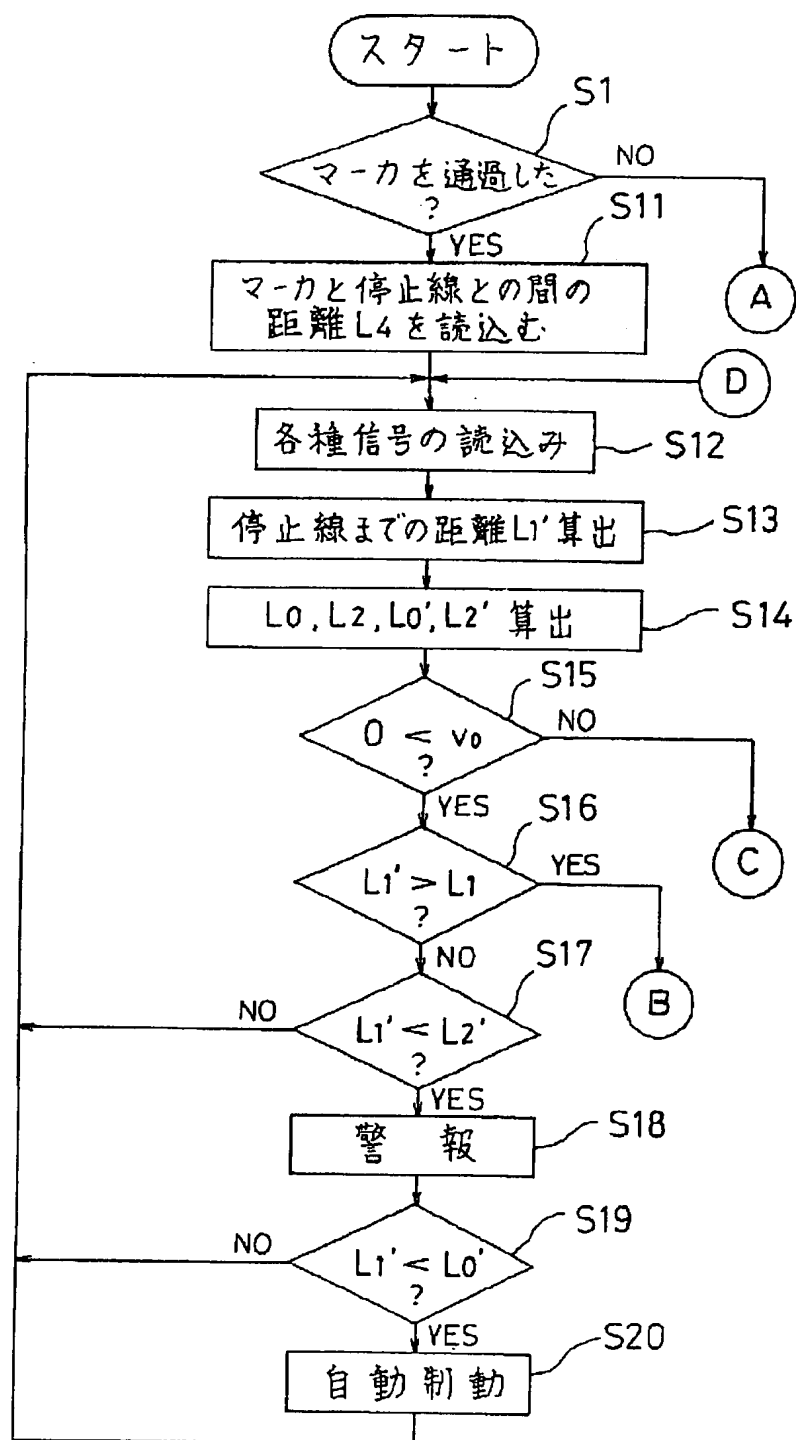 スタート
S1
マーカを通過した
?
NO
YES
S11
マーカと停止線との間の
距離L4を読込む
A
D
各種信号の読込み
S12
停止線までの距離L1'算出
S13
L0, L2, L0', L2' 算出
S14
S15
0 < v0
?
NO
YES
S16
C
L1' > L1
?
YES
NO
S17
B
NO
L1' < L2'
?
YES
警報
S18
S19
NO
L1' < L0'
?
YES
S20
自動制動